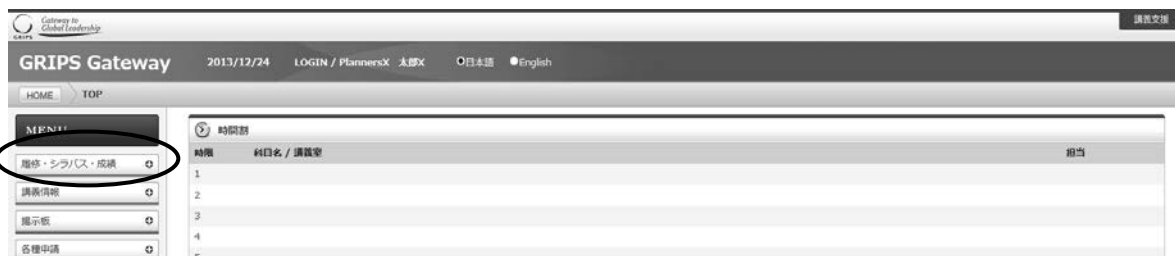 Gateway to
Global Leadership
GRIPS
講義支援
GRIPS Gateway 2013/12/24 LOGIN / PlannersX 太郎X 日本語 English
HOME TOP
MENU
時間割
時限 科目名 / 講義室 担当
履修・シラバス・成績
1
講義情報
2
掲示板
3
4
各種申請
5